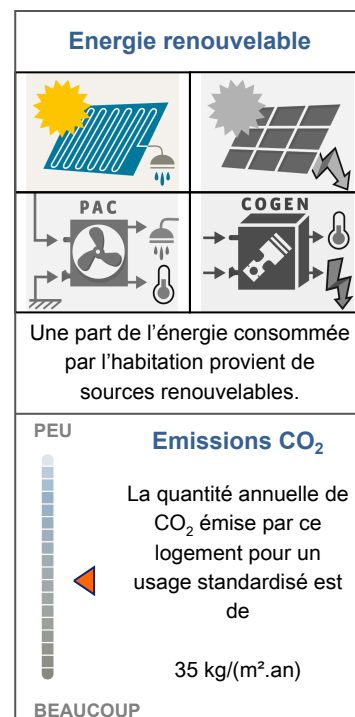 Energie renouvelable
PAC
COGEN
Une part de l'énergie consommée
par l'habitation provient de
sources renouvelables.
PEU
Emissions CO₂
La quantité annuelle de
CO₂ émise par ce
logement pour un
usage standardisé est
de
35 kg/(m².an)
BEAUCOUP